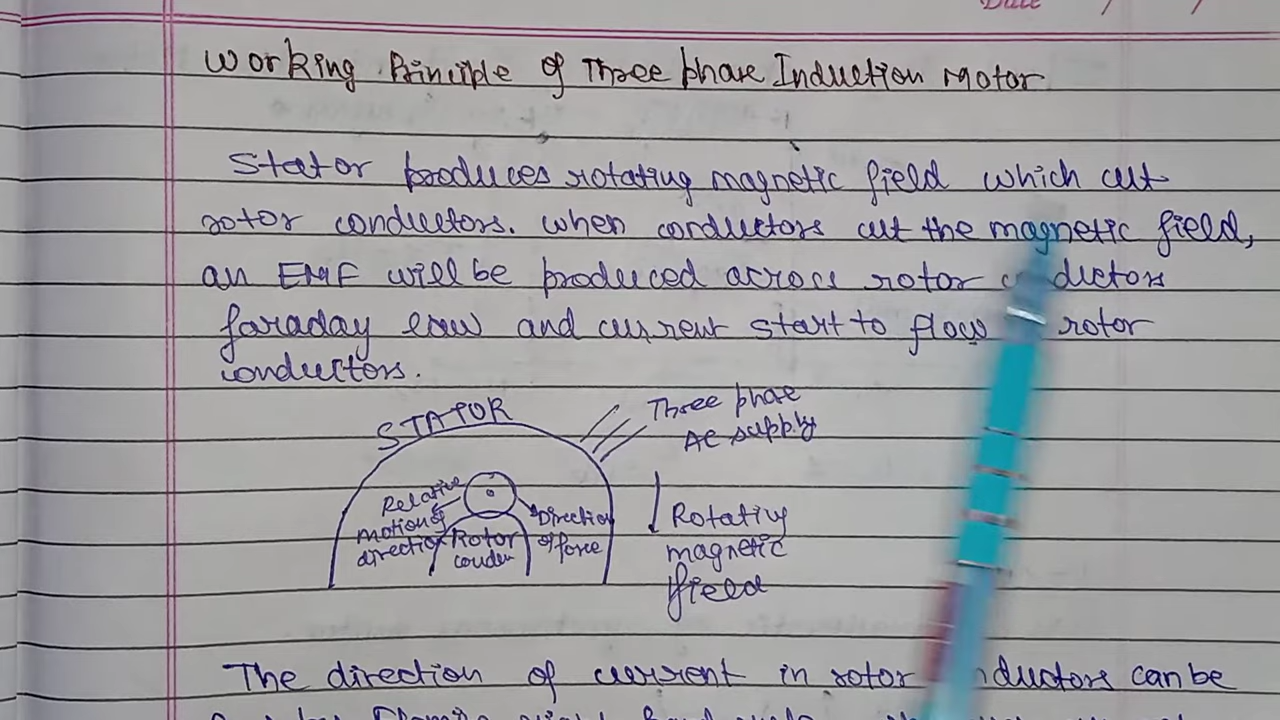 Date / /
Working Principle of Three phase Induction Motor
Stator produces rotating magnetic field which cut
rotor conductors. when conductors cut the magnetic field,
an EMF will be produced across rotor
faraday law and current start to flow rotor
conductors.
STATOR
Three phase
AC supply
Relative
motion of
direction
Rotor
Direction
of force
Rotating
magnetic
field
The direction of current in rotor can be